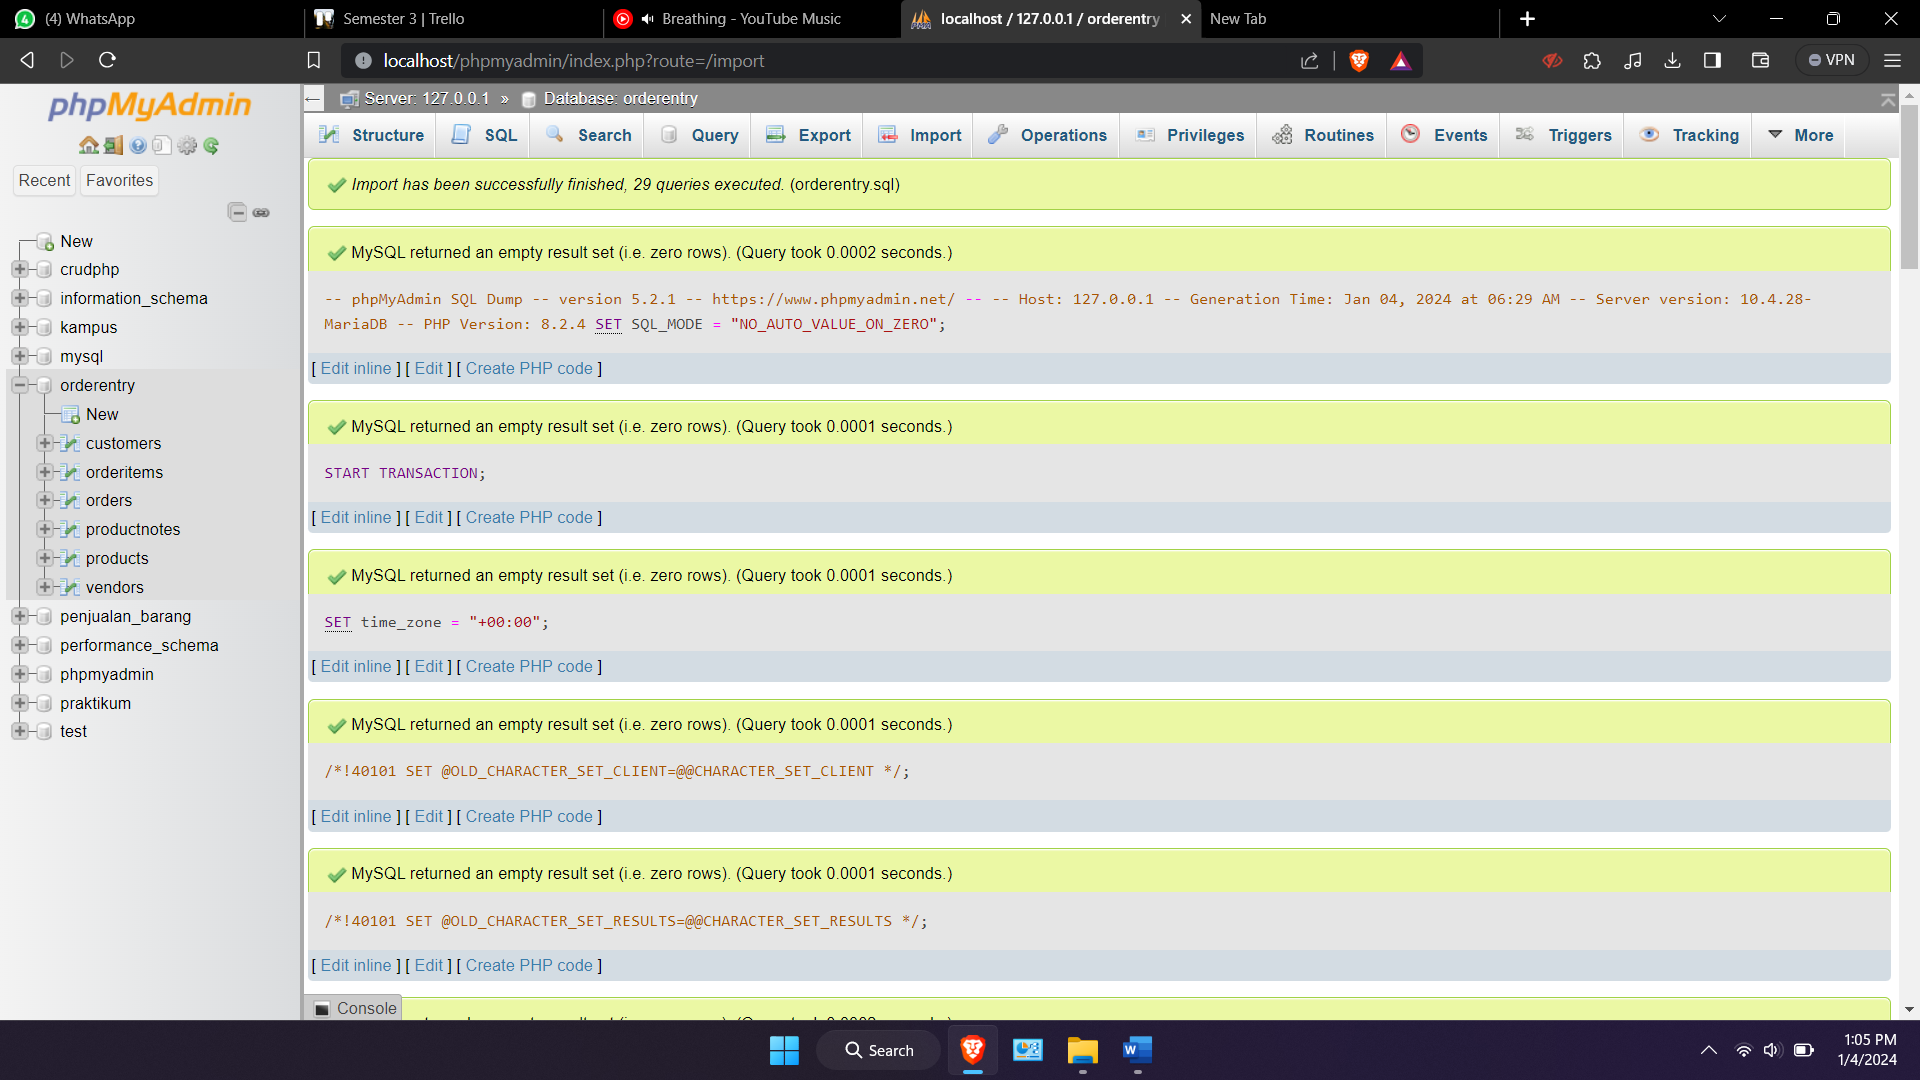 (4) WhatsApp
Semester 3 | Trello
Breathing - YouTube Music
localhost / 127.0.0.1 / orderentry
New Tab
localhost/phpmyadmin/index.php?route=/import
VPN
phpMyAdmin
Recent
Favorites
New
crudphp
information_schema
kampus
mysql
orderentry
New
customers
orderitems
orders
productnotes
products
vendors
penjualan_barang
performance_schema
phpmyadmin
praktikum
test
Server: 127.0.0.1 » Database: orderentry
Structure SQL Search Query Export Import Operations Privileges Routines Events Triggers Tracking More
Import has been successfully finished, 29 queries executed. (orderentry.sql)
MySQL returned an empty result set (i.e. zero rows). (Query took 0.0002 seconds.)
-- phpMyAdmin SQL Dump -- version 5.2.1 -- https://www.phpmyadmin.net/ -- -- Host: 127.0.0.1 -- Generation Time: Jan 04, 2024 at 06:29 AM -- Server version: 10.4.28-
MariaDB -- PHP Version: 8.2.4 SET SQL_MODE = "NO_AUTO_VALUE_ON_ZERO";
[ Edit inline ] [ Edit ] [ Create PHP code ]
MySQL returned an empty result set (i.e. zero rows). (Query took 0.0001 seconds.)
START TRANSACTION;
[ Edit inline ] [ Edit ] [ Create PHP code ]
MySQL returned an empty result set (i.e. zero rows). (Query took 0.0001 seconds.)
SET time_zone = "+00:00";
[ Edit inline ] [ Edit ] [ Create PHP code ]
MySQL returned an empty result set (i.e. zero rows). (Query took 0.0001 seconds.)
/*!40101 SET @OLD_CHARACTER_SET_CLIENT=@@CHARACTER_SET_CLIENT */;
[ Edit inline ] [ Edit ] [ Create PHP code ]
MySQL returned an empty result set (i.e. zero rows). (Query took 0.0001 seconds.)
/*!40101 SET @OLD_CHARACTER_SET_RESULTS=@@CHARACTER_SET_RESULTS */;
[ Edit inline ] [ Edit ] [ Create PHP code ]
Console
Search
1:05 PM
1/4/2024